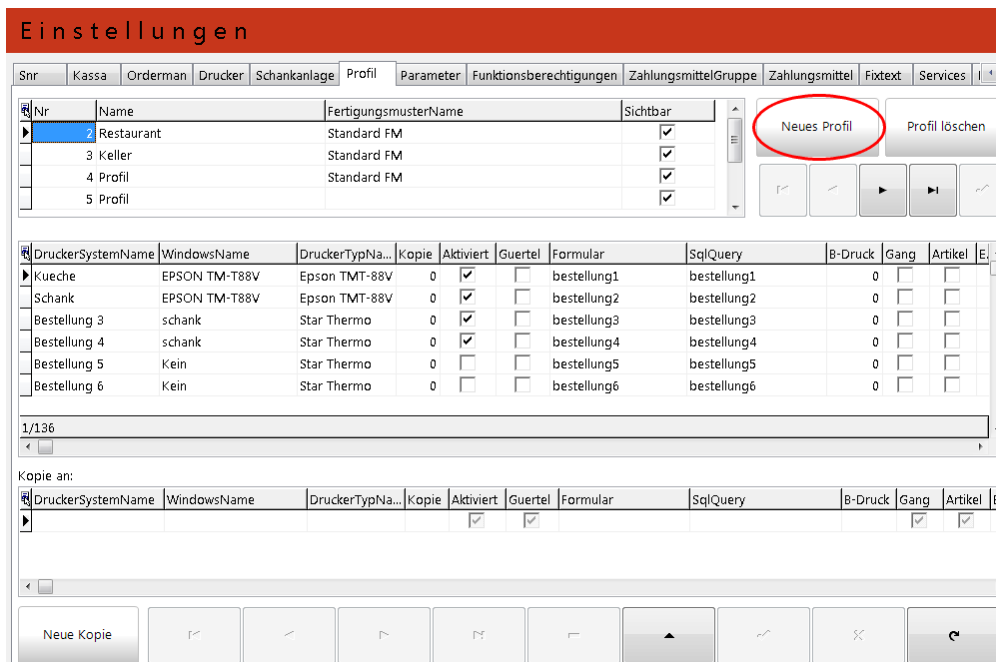 Einstellungen
Snr Kassa Orderman Drucker Schankanlage Profil Parameter Funktionsberechtigungen ZahlungsmittelGruppe Zahlungsmittel Fixtext Services
Nr Name FertigungsmusterName Sichtbar
2 Restaurant Standard FM
3 Keller Standard FM
4 Profil Standard FM
5 Profil
Neues Profil Profil löschen
DruckerSystemName WindowsName DruckerTypNa... Kopie Aktiviert Guertel Formular SqlQuery B-Druck Gang Artikel E.
Kueche EPSON TM-T88V Epson TMT-88V 0 bestellung1 bestellung1 0
Schank EPSON TM-T88V Epson TMT-88V 0 bestellung2 bestellung2 0
Bestellung 3 schank Star Thermo 0 bestellung3 bestellung3 0
Bestellung 4 schank Star Thermo 0 bestellung4 bestellung4 0
Bestellung 5 Kein Star Thermo 0 bestellung5 bestellung5 0
Bestellung 6 Kein Star Thermo 0 bestellung6 bestellung6 0
1/136
Kopie an:
DruckerSystemName WindowsName DruckerTypNa... Kopie Aktiviert Guertel Formular SqlQuery B-Druck Gang Artikel
Neue Kopie